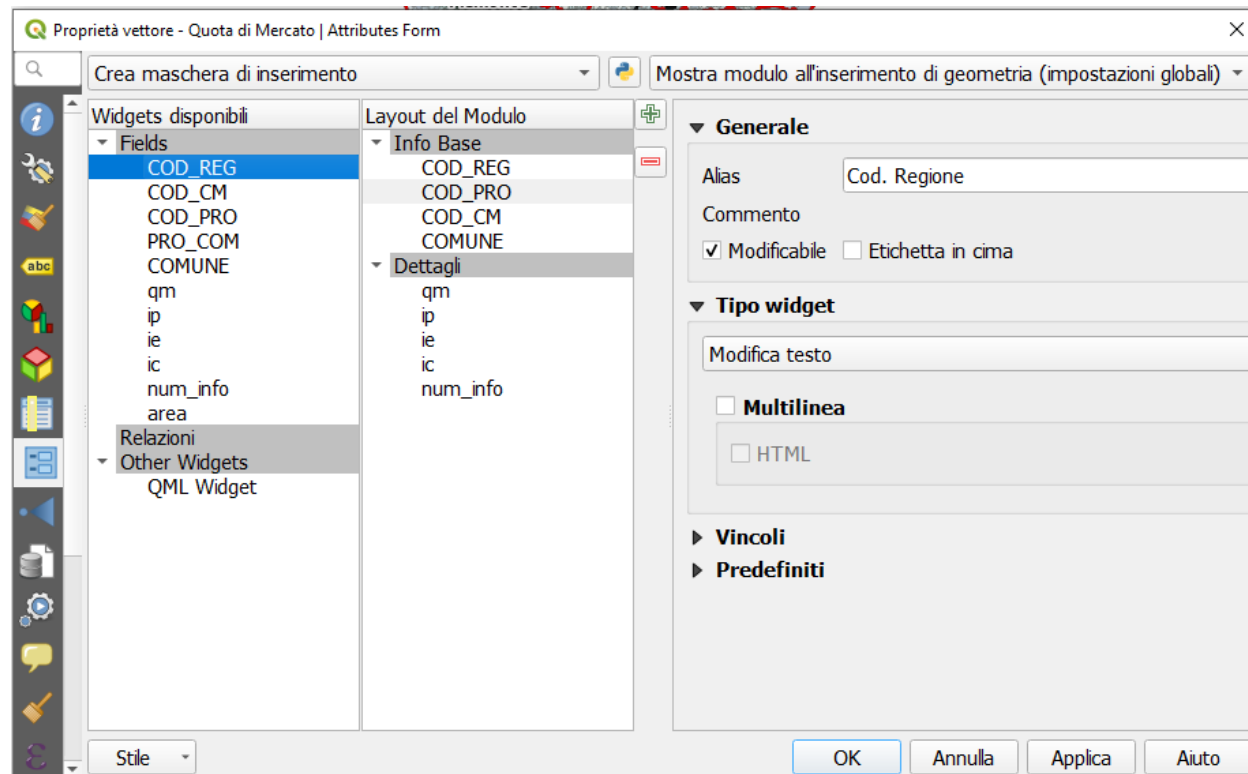 Proprietà vettore - Quota di Mercato | Attributes Form
Crea maschera di inserimento
Mostra modulo all'inserimento di geometria (impostazioni globali)
Widgets disponibili
Fields
COD_REG
COD_CM
COD_PRO
PRO_COM
COMUNE
qm
ip
ie
ic
num_info
area
Relazioni
Other Widgets
QML Widget
Layout del Modulo
Info Base
COD_REG
COD_PRO
COD_CM
COMUNE
Dettagli
qm
ip
ie
ic
num_info
Generale
Alias
Cod. Regione
Commento
Modificabile
Etichetta in cima
Tipo widget
Modifica testo
Multilinea
HTML
Vincoli
Predefiniti
abc
Stile
OK
Annulla
Applica
Aiuto